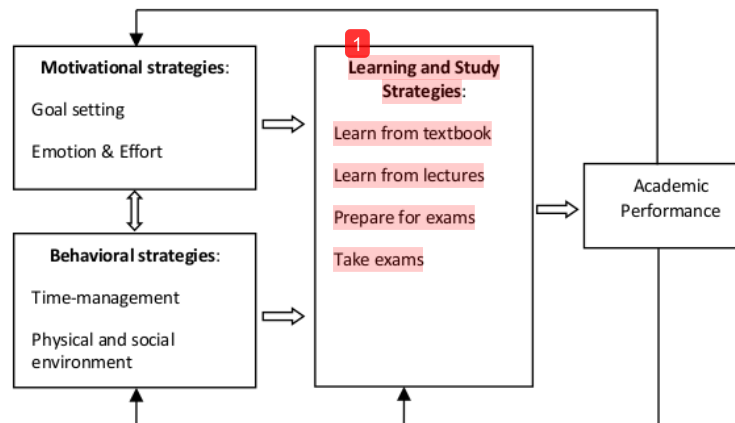 Motivational strategies:
Goal setting
Emotion & Effort
Behavioral strategies:
Time-management
Physical and social
environment
1
Learning and Study
Strategies:
Learn from textbook
Learn from lectures
Prepare for exams
Take exams
Academic
Performance